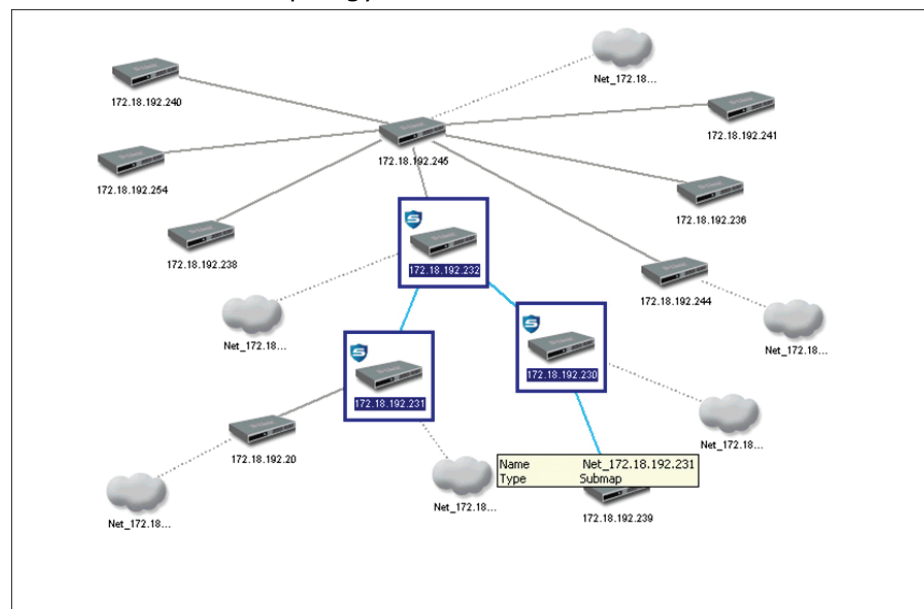 Net_172.18...
172.18.192.240
172.18.192.241
172.18.192.245
172.18.192.254
172.18.192.236
172.18.192.238
172.18.192.232
172.18.192.244
Net_172.18...
Net_172.18...
172.18.192.230
172.18.192.231
Net_172.18...
172.18.192.20
Name Net_172.18.192.231
Type Submap
Net_172.18...
Net_172.18...
172.18.192.239